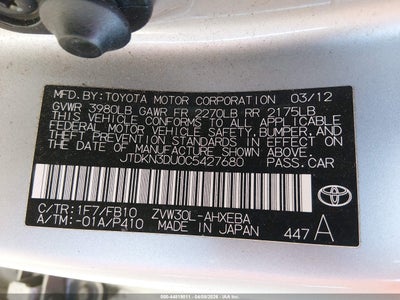 MFD. BY: TOYOTA MOTOR CORPORATION 03/12
GVWR 3980LB GAWR FR 2270LB RR 2175LB
THIS VEHICLE CONFORMS TO ALL APPLICABLE
FEDERAL MOTOR VEHICLE SAFETY, BUMPER, AND
THEFT PREVENTION STANDARDS IN EFFECT ON
THE DATE OF MANUFACTURE SHOWN ABOVE.
JTDKN3DU0C5427680 PASS.CAR
C/TR: 1F7/FB10 ZVW30L-AHXEBA
A/TM: -01A/P410 MADE IN JAPAN 447 A
TOYOTA